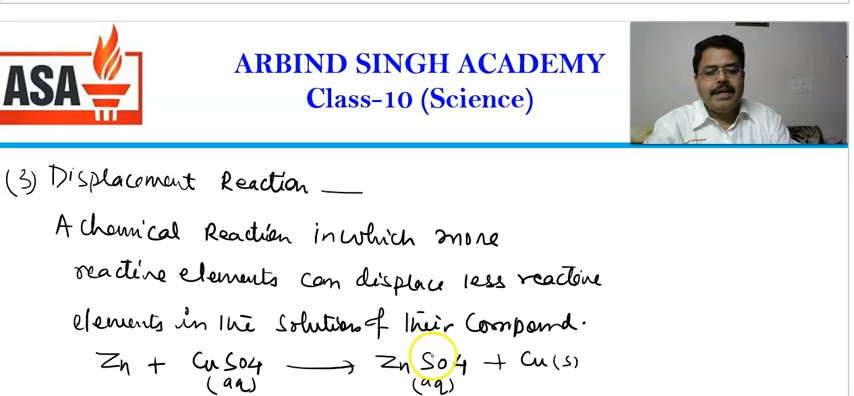 ASA
ARBIND SINGH ACADEMY
Class-10 (Science)
(3) Displacement Reaction —
A chemical Reaction in which more
reactive elements can displace less reactive
elements in the solution of their Compound.
Zn + CuSO4 ⟶ ZnSO4 + Cu(s)
(aq) (aq)